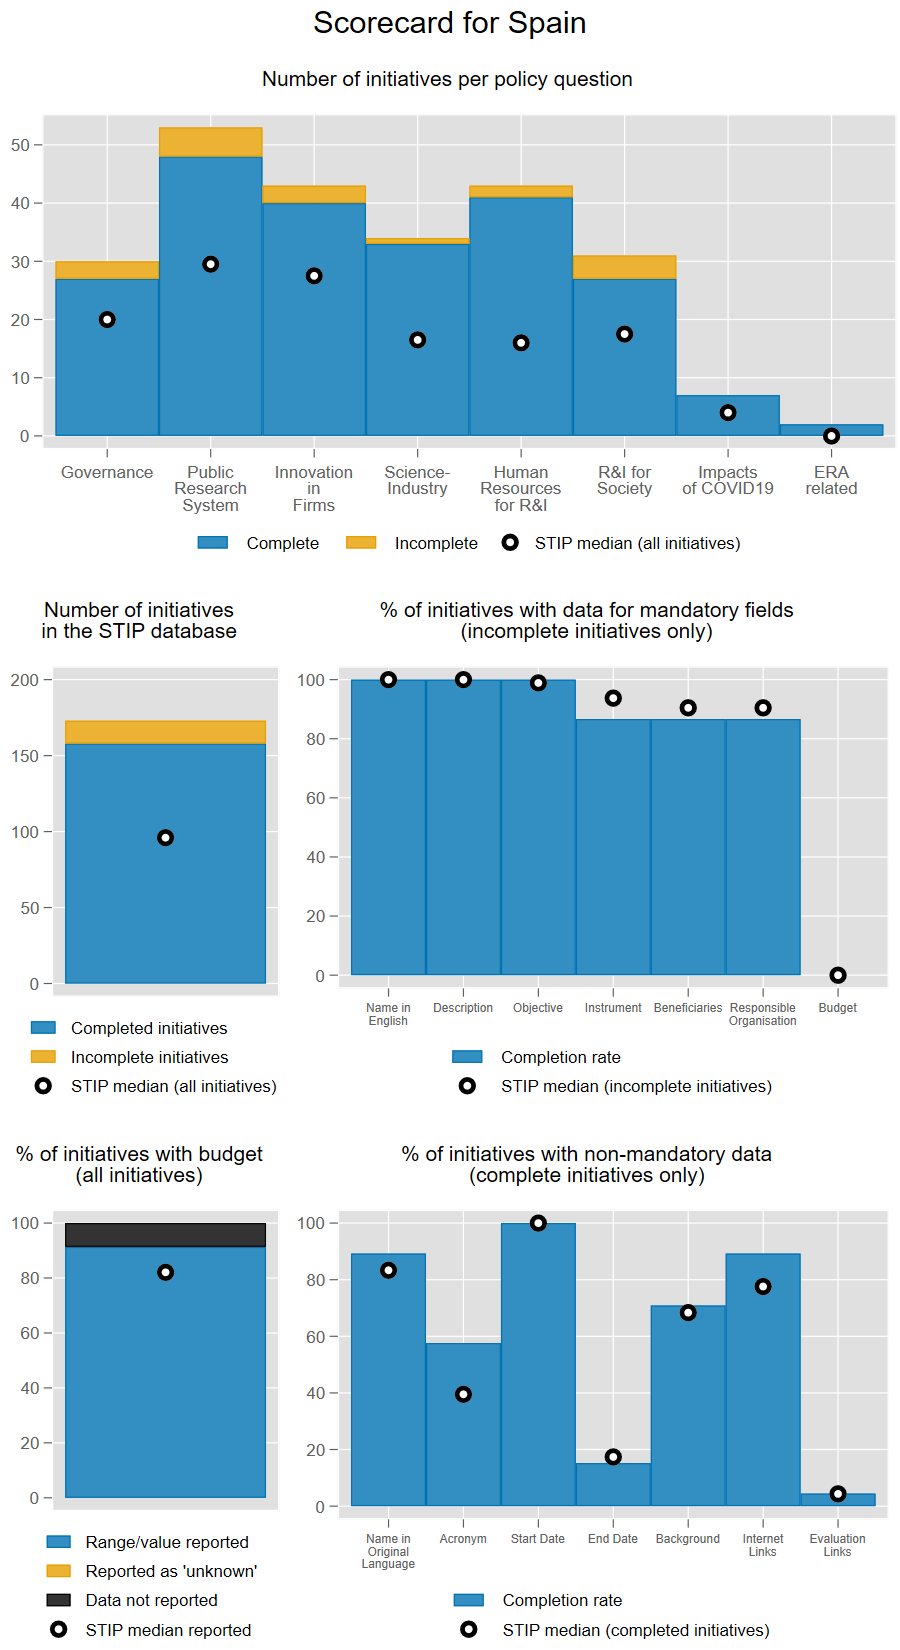 Scorecard for Spain
Number of initiatives per policy question
50
40
30
20
10
0
Governance
Public
Research
System
Innovation
in
Firms
Science-
Industry
Human
Resources
for R&I
R&I for
Society
Impacts
of COVID19
ERA
related
Complete
Incomplete
STIP median (all initiatives)
Number of initiatives
in the STIP database
200
150
100
50
0
Completed initiatives
Incomplete initiatives
STIP median (all initiatives)
% of initiatives with data for mandatory fields
(incomplete initiatives only)
100
80
60
40
20
0
Name in
English
Description
Objective
Instrument
Beneficiaries
Responsible
Organisation
Budget
Completion rate
STIP median (incomplete initiatives)
% of initiatives with budget
(all initiatives)
100
80
60
40
20
0
Range/value reported
Reported as 'unknown'
Data not reported
STIP median reported
% of initiatives with non-mandatory data
(complete initiatives only)
100
80
60
40
20
0
Name in
Original
Language
Acronym
Start Date
End Date
Background
Internet
Links
Evaluation
Links
Completion rate
STIP median (completed initiatives)